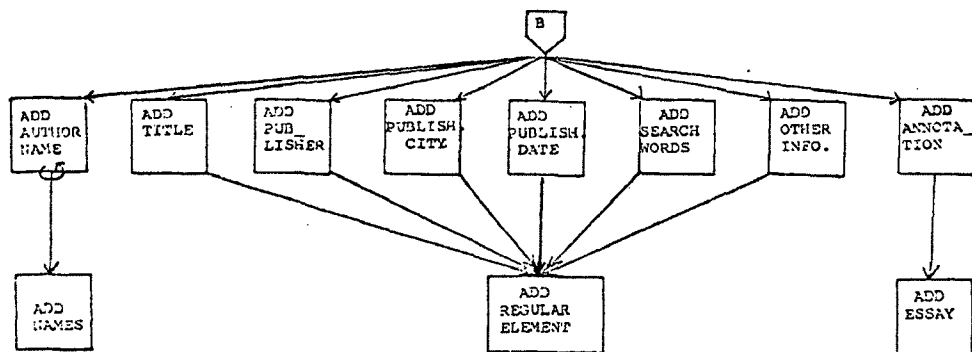 B
ADD
AUTHOR
NAME
ADD
TITLE
ADD
PUB_
LISHER
ADD
PUBLISH.
CITY
ADD
PUBLISH.
DATE
ADD
SEARCH
WORDS
ADD
OTHER
INFO.
ADD
ANNOTA_
TION
ADD
NAMES
ADD
REGULAR
ELEMENT
ADD
ESSAY